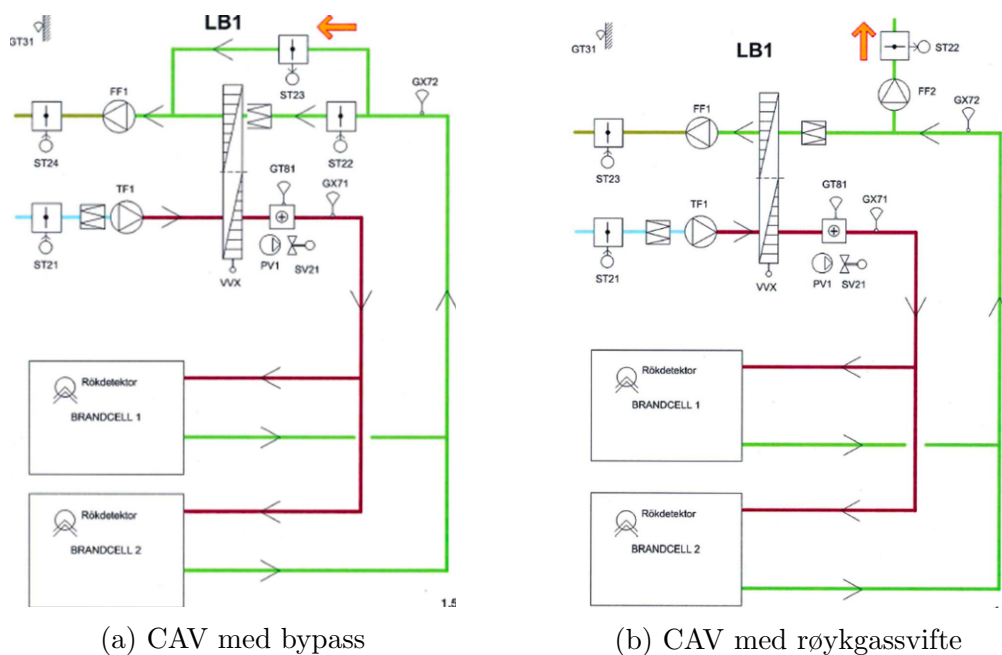 LB1
GT31
ST23
GX72
FF1
ST24
ST22
TF1
GT81
GX71
ST21
PV1
SV21
VVX
Rökdetektor
BRANDCELL 1
Rökdetektor
BRANDCELL 2
1.5
(a) CAV med bypass
GT31
LB1
ST22
FF2
FF1
GX72
ST23
GT81
TF1
GX71
ST21
PV1
SV21
VVX
Rökdetektor
BRANDCELL 1
Rökdetektor
BRANDCELL 2
(b) CAV med røykgassvifte